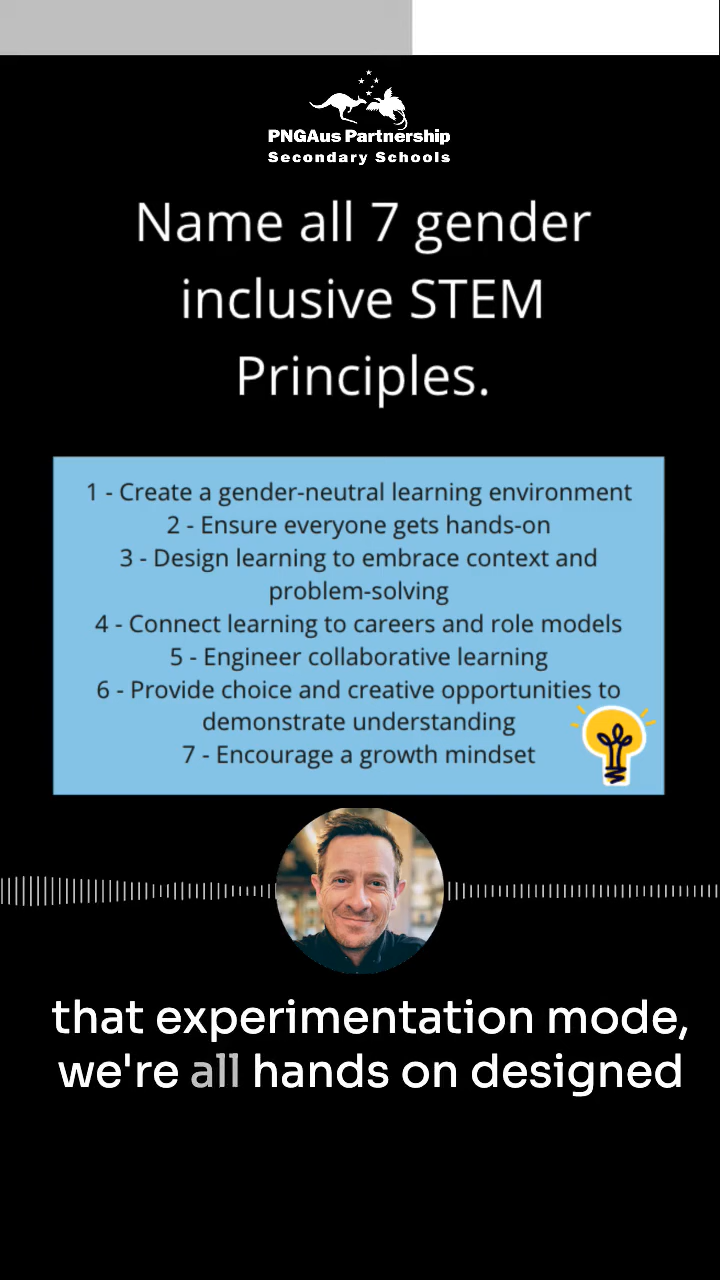 PNGAus Partnership
Secondary Schools
Name all 7 gender
inclusive STEM
Principles.
1 - Create a gender-neutral learning environment
2 - Ensure everyone gets hands-on
3 - Design learning to embrace context and
problem-solving
4 - Connect learning to careers and role models
5 - Engineer collaborative learning
6 - Provide choice and creative opportunities to
demonstrate understanding
7 - Encourage a growth mindset
that experimentation mode,
we're all hands on designed